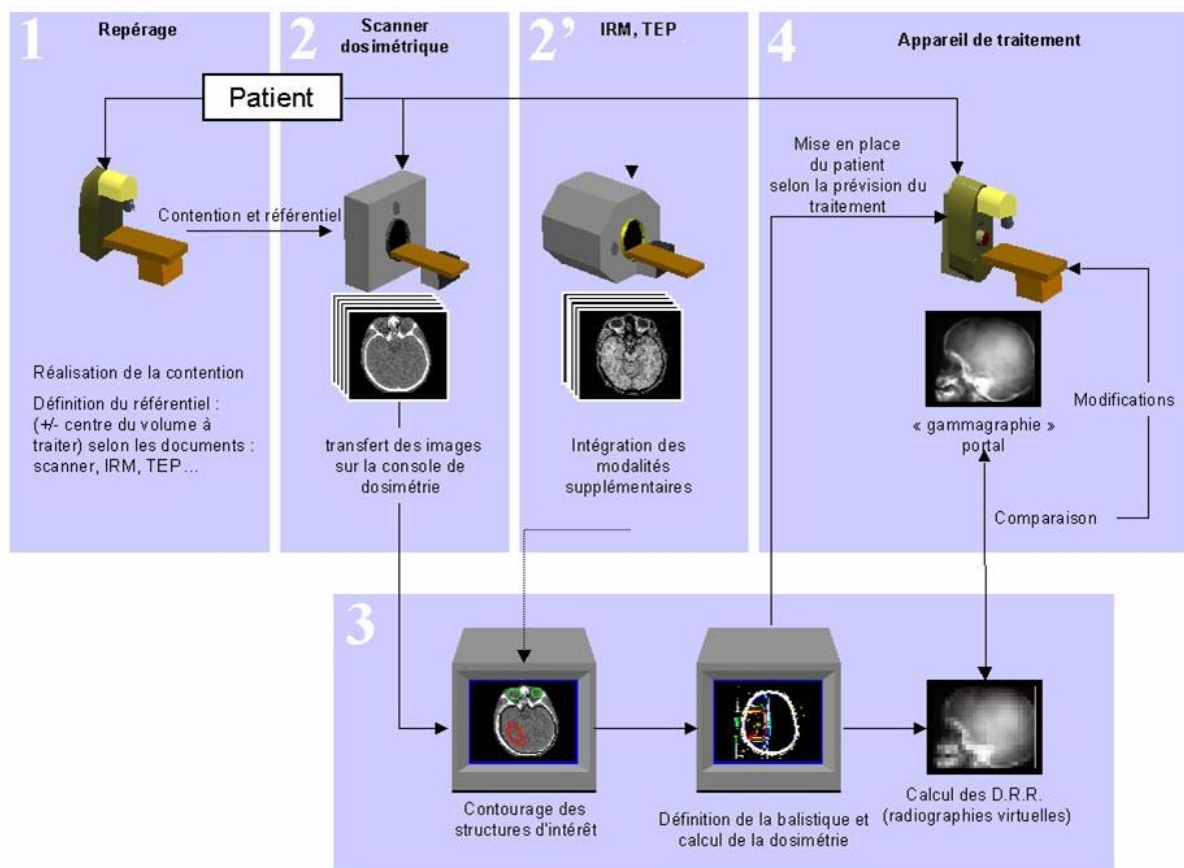 1
Repérage
2
Scanner
dosimétrique
2’
IRM, TEP
4
Appareil de traitement
Patient
Contention et référentiel
Mise en place
du patient
selon la prévision du
traitement
Réalisation de la contention
Définition du référentiel :
(+/- centre du volume à
traiter) selon les documents :
scanner, IRM, TEP...
transfert des images
sur la console de
dosimétrie
Intégration des
modalités
supplémentaires
« gammagraphie »
portal
Modifications
Comparaison
3
Contourage des
structures d'intérêt
Définition de la balistique et
calcul de la dosimétrie
Calcul des D.R.R.
(radiographies virtuelles)